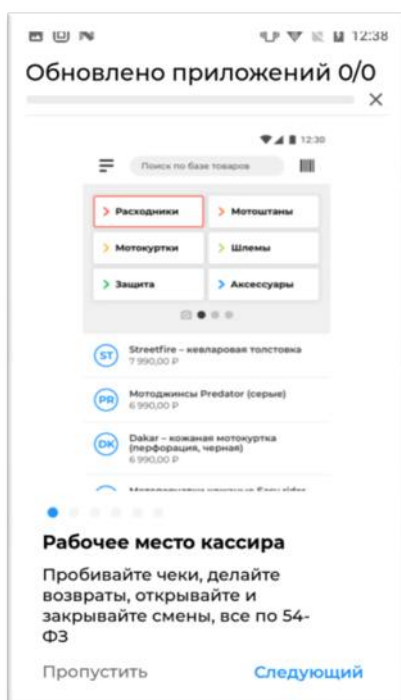 12:38
Обновлено приложений 0/0
12:30
Поиск по базе товаров
Расходники
Мотоштаны
Мотокуртки
Шлемы
Защита
Аксессуары
ST
Streetfire – кевларовая толстовка
7 990,00 ₽
PR
Мотоджинсы Predator (серые)
6 990,00 ₽
DK
Dakar – кожаная мотокуртка
(перфорация, черная)
6 990,00 ₽
Рабочее место кассира
Пробивайте чеки, делайте
возвраты, открывайте и
закрывайте смены, все по 54-
ФЗ
Пропустить
Следующий